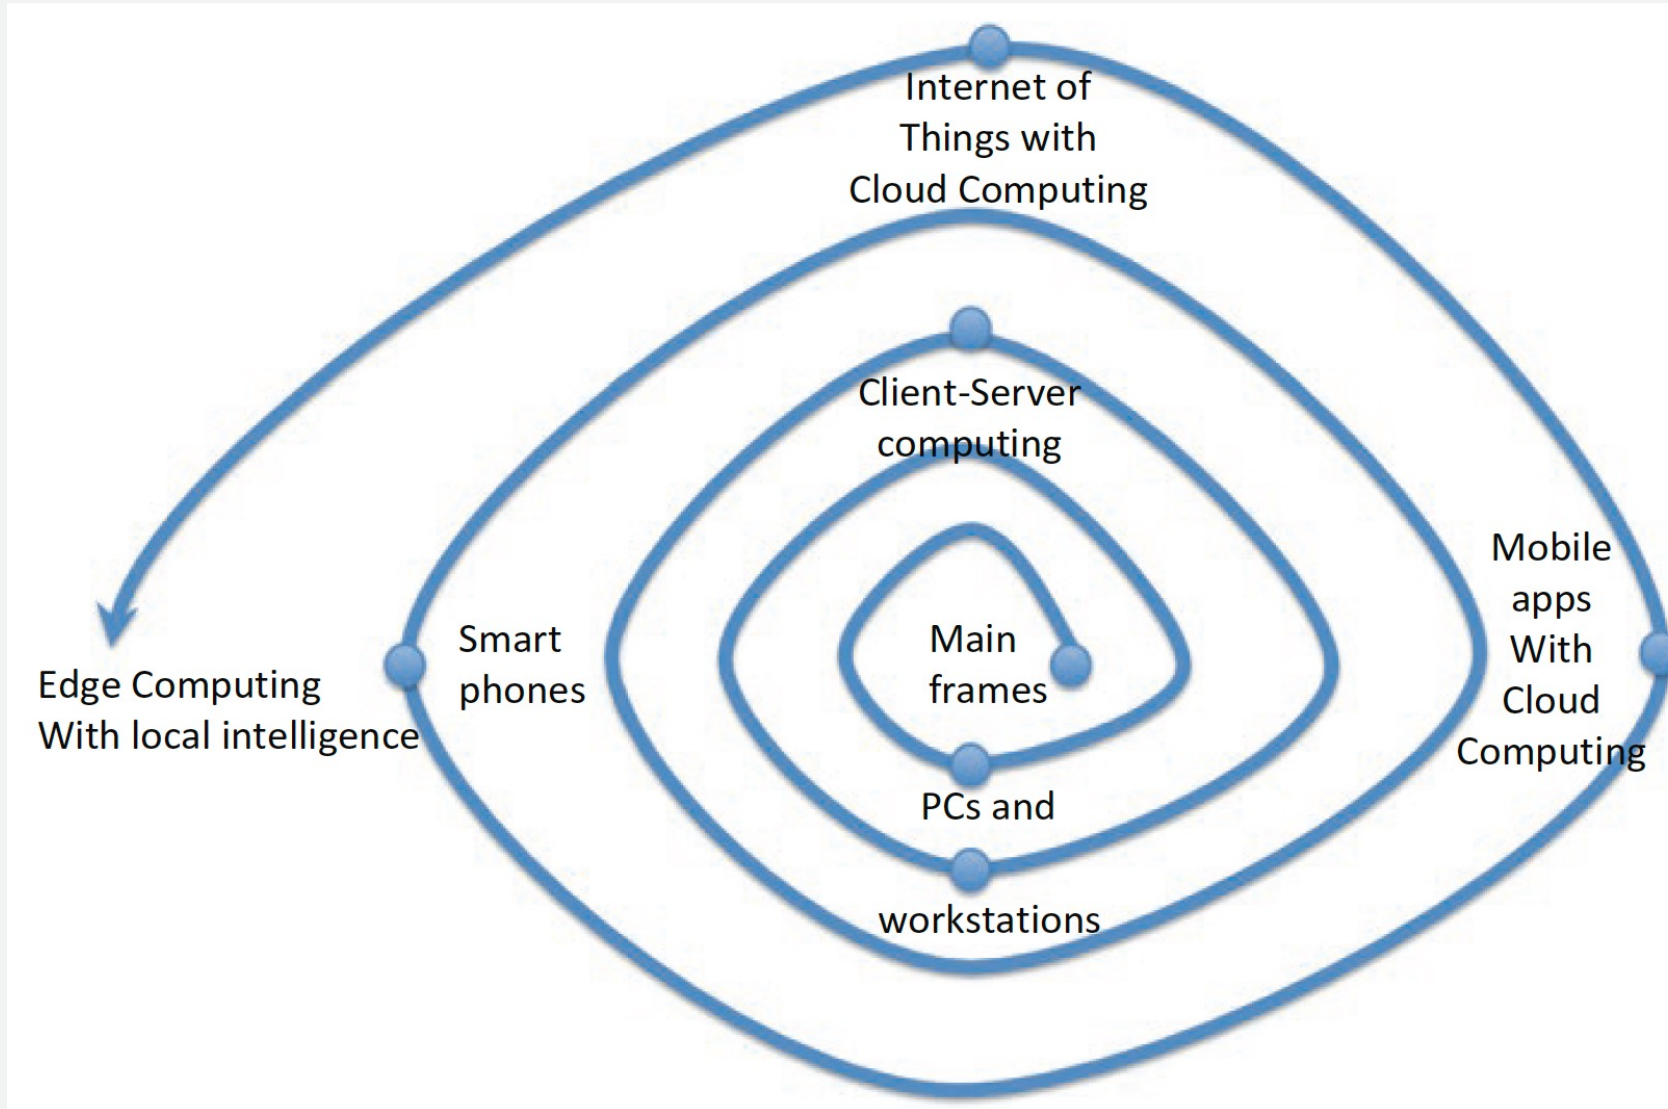 Internet of
Things with
Cloud Computing
Client-Server
computing
Mobile
apps
With
Cloud
Computing
Smart
phones
Main
frames
Edge Computing
With local intelligence
PCs and
workstations